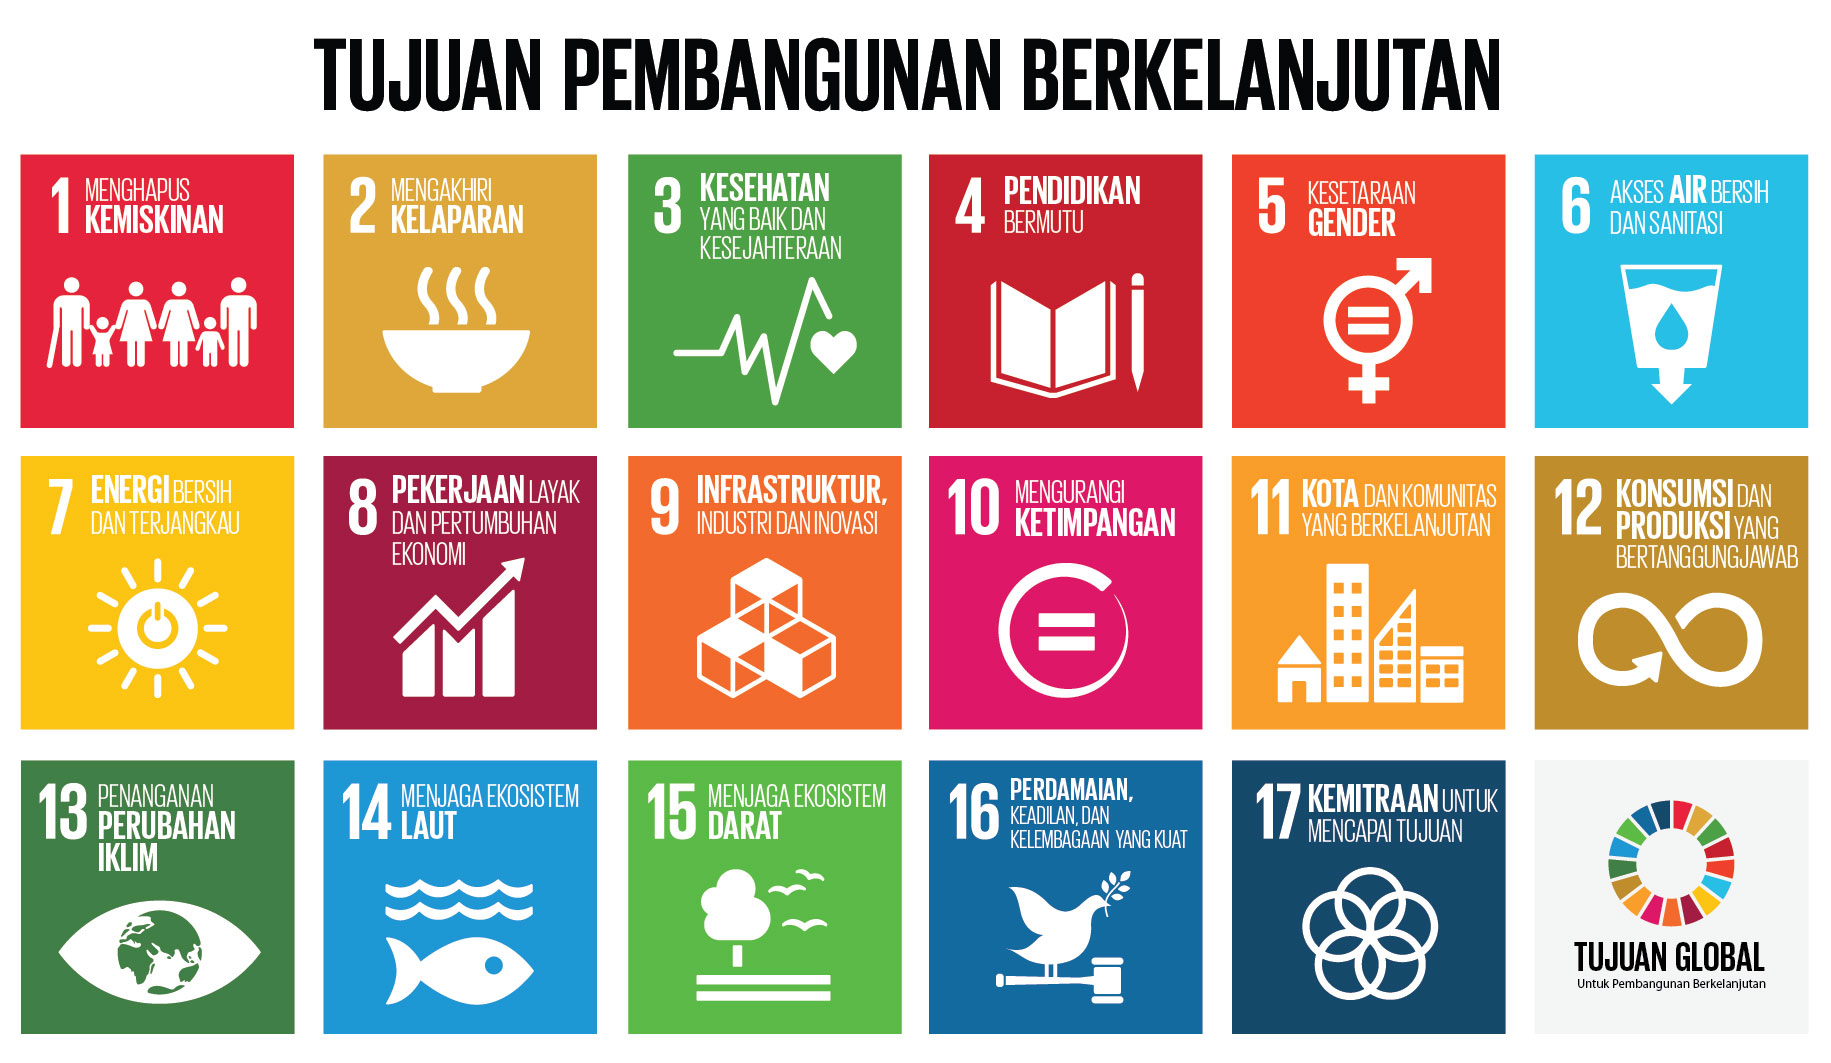 TUJUAN PEMBANGUNAN BERKELANJUTAN
1 MENGHAPUS
KEMISKINAN
2 MENGAKHIRI
KELAPARAN
3 KESEHATAN
YANG BAIK DAN
KESEJAHTERAAN
4 PENDIDIKAN
BERMUTU
5 KESETARAAN
GENDER
6 AKSES AIR BERSIH
DAN SANITASI
7 ENERGI BERSIH
DAN TERJANGKAU
8 PEKERJAAN LAYAK
DAN PERTUMBUHAN
EKONOMI
9 INFRASTRUKTUR,
INDUSTRI DAN INOVASI
10 MENGURANGI
KETIMPANGAN
11 KOTA DAN KOMUNITAS
YANG BERKELANJUTAN
12 KONSUMSI DAN
PRODUKSI YANG
BERTANGGUNGJAWAB
13 PENANGANAN
PERUBAHAN
IKLIM
14 MENJAGA EKOSISTEM
LAUT
15 MENJAGA EKOSISTEM
DARAT
16 PERDAMAIAN,
KEADILAN, DAN
KELEMBAGAAN YANG KUAT
17 KEMITRAAN UNTUK
MENCAPAI TUJUAN
TUJUAN GLOBAL
Untuk Pembangunan Berkelanjutan